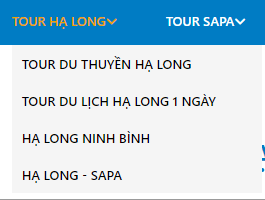 TOUR HẠ LONG TOUR SAPA
TOUR DU THUYỀN HẠ LONG
TOUR DU LỊCH HẠ LONG 1 NGÀY
HẠ LONG NINH BÌNH
HẠ LONG - SAPA